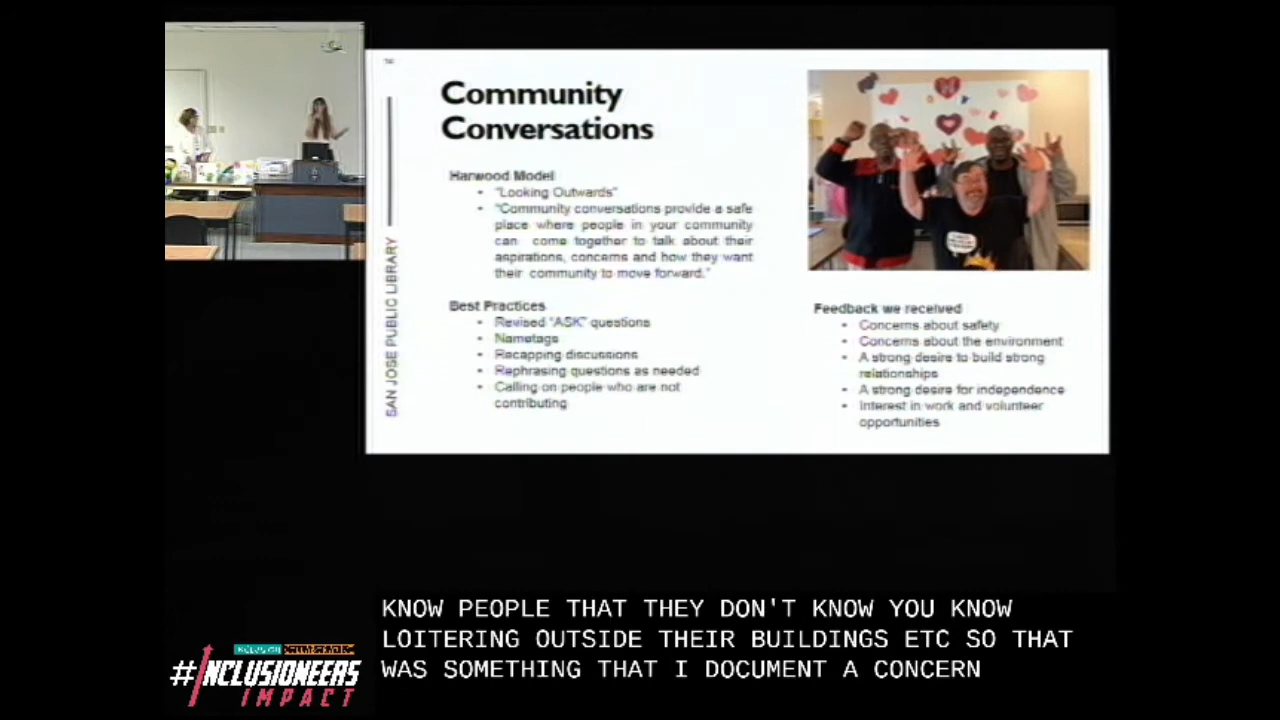 Community
Conversations
Harwood Model
"Looking Outwards"
"Community conversations provide a safe
place where people in your community
can come together to talk about their
aspirations, concerns and how they want
their community to move forward."
Best Practices
Revised "ASK" questions
Nametags
Recapping discussions
Rephrasing questions as needed
Calling on people who are not
contributing
SAN JOSE PUBLIC LIBRARY
Feedback we received
Concerns about safety
Concerns about the environment
A strong desire to build strong
relationships
A strong desire for independence
Interest in work and volunteer
opportunities
KNOW PEOPLE THAT THEY DON'T KNOW YOU KNOW
LOITERING OUTSIDE THEIR BUILDINGS ETC SO THAT
WAS SOMETHING THAT I DOCUMENT A CONCERN
#INCLUSIONEERS
IMPACT